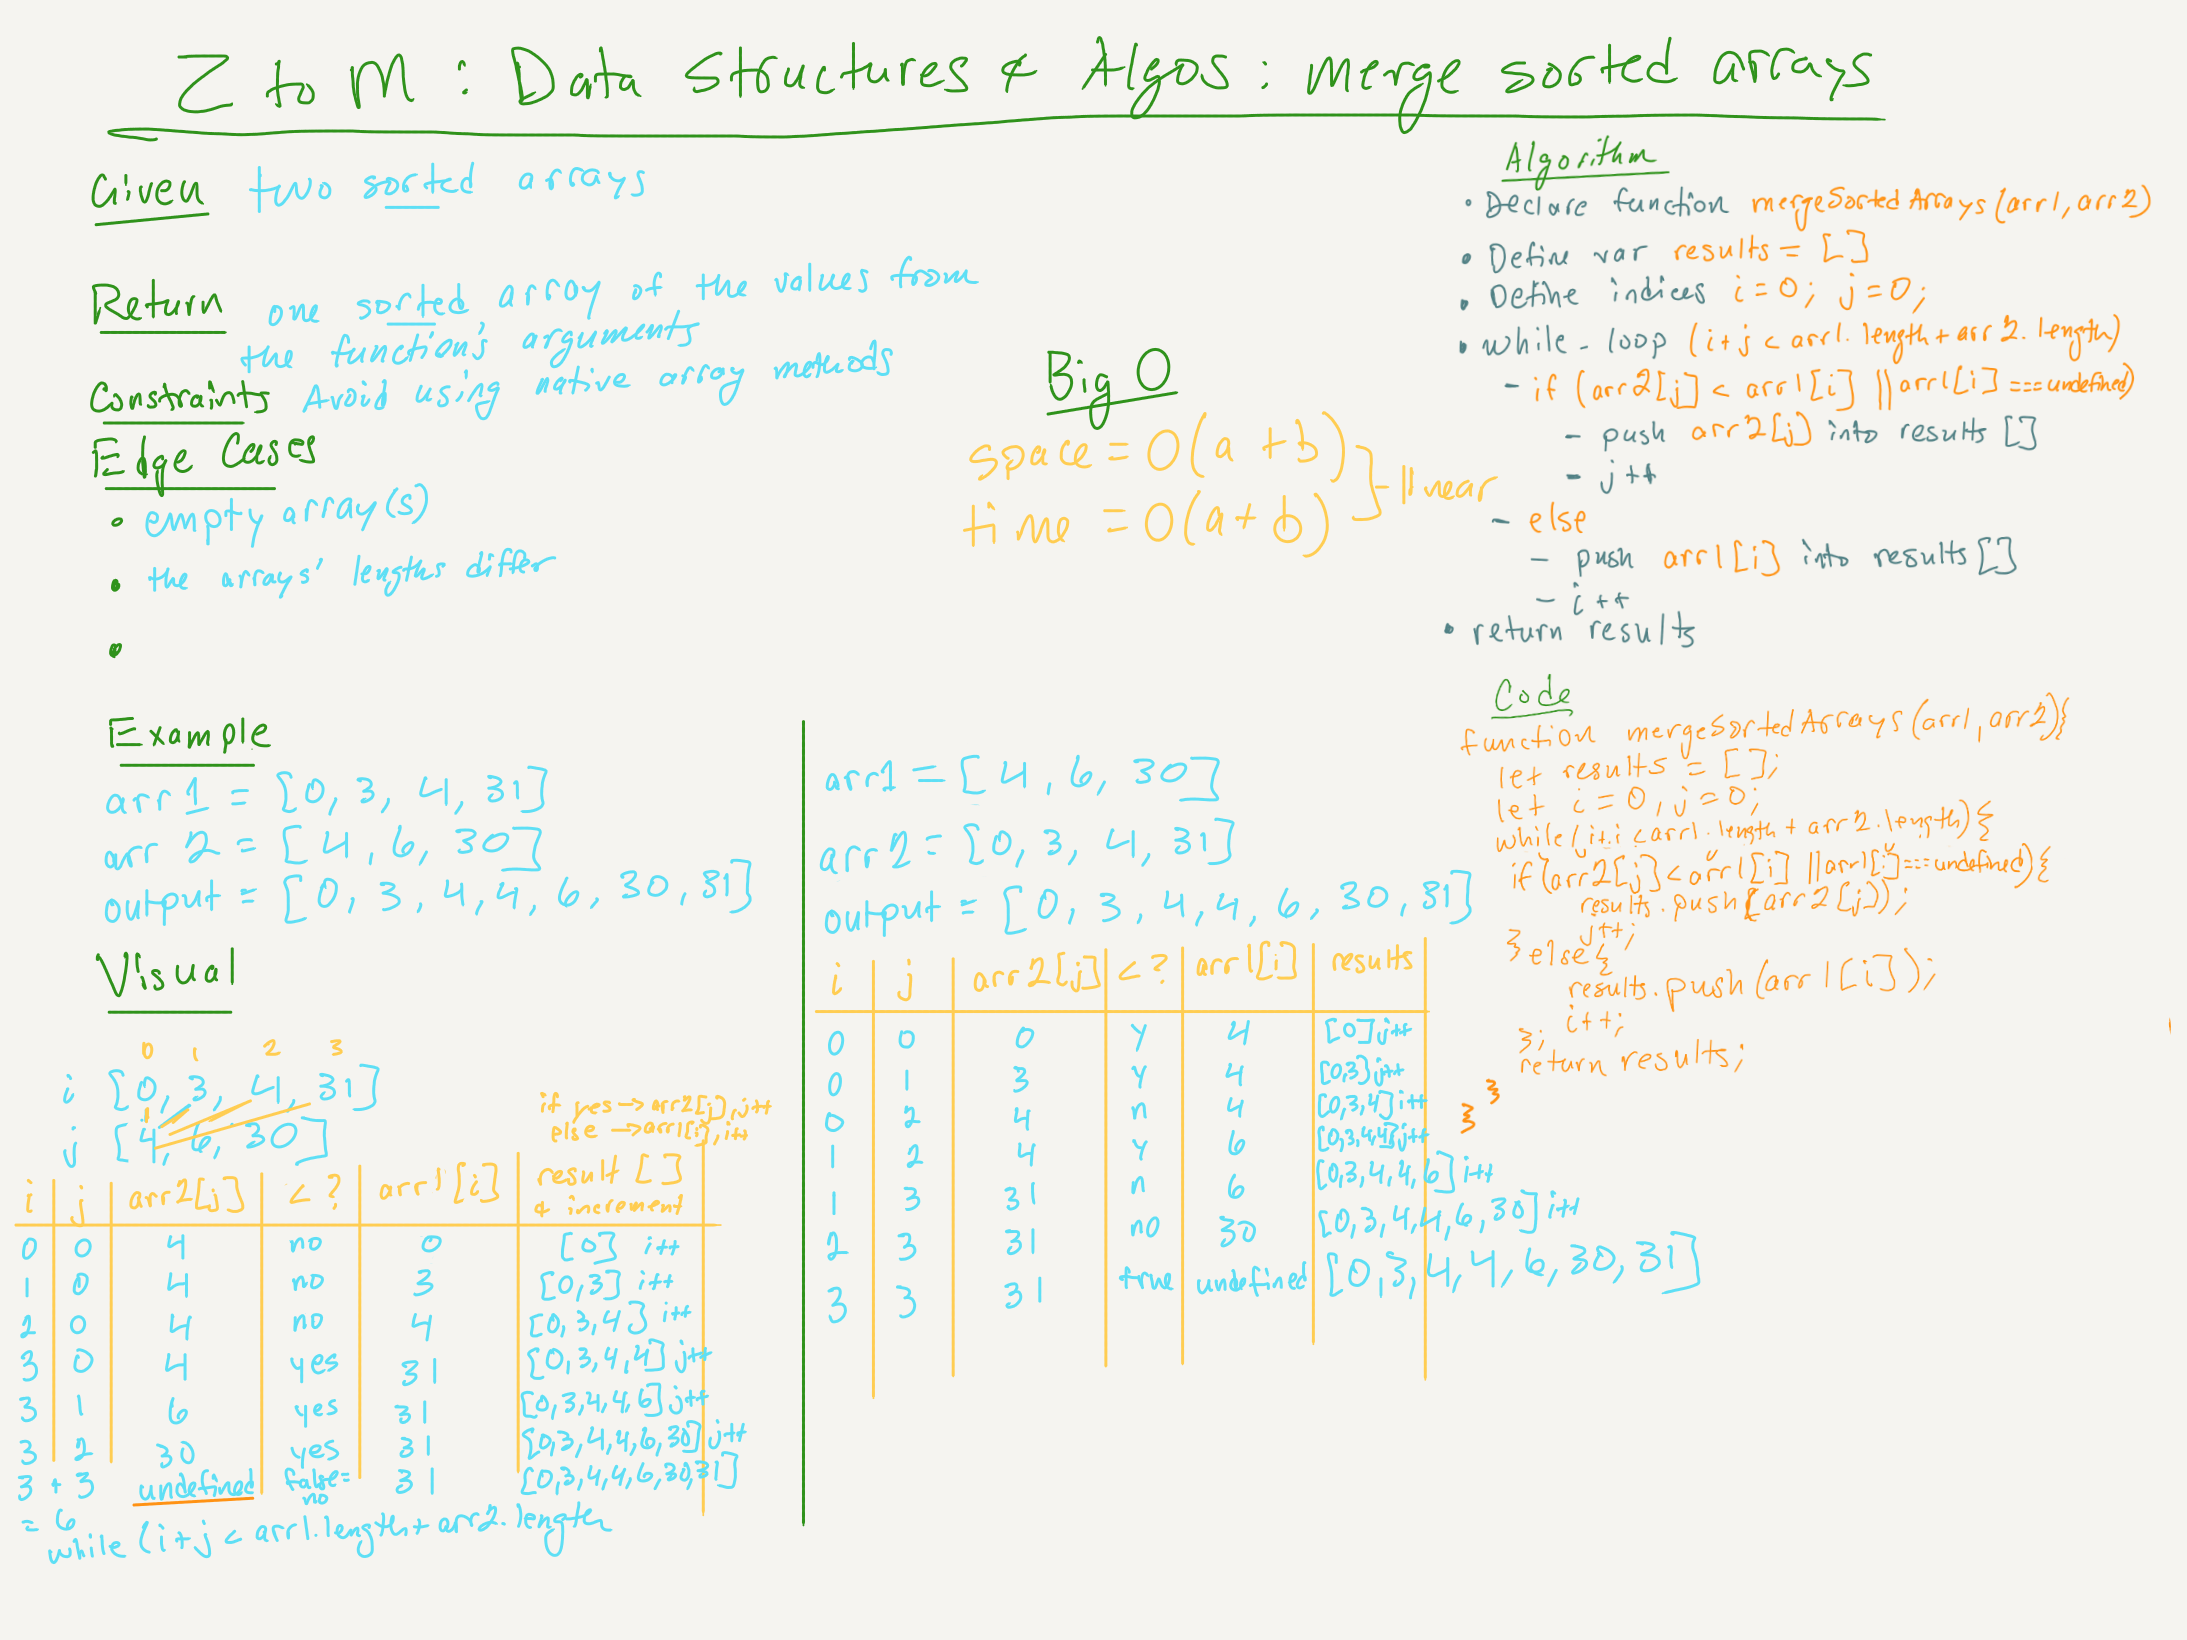 Z to M : Data Structures & Algos : merge sorted arrays
Given two sorted arrays
Return one sorted array of the values from
the function's arguments
Constraints Avoid using native array methods
Edge Cases
• empty array(s)
• the arrays' lengths differ
•
Big O
space = O(a + b)
time = O(a + b)
} - linear
Algorithm
• Declare function mergeSortedArrays(arr1, arr2)
• Define var results = []
• Define indices i = 0; j = 0;
• while - loop (i+j < arr1.length + arr2.length)
- if (arr2[j] < arr1[i] || arr1[i] === undefined)
- push arr2[j] into results []
- j++
- else
- push arr1[i] into results []
- i++
• return results
Code
function mergeSortedArrays(arr1, arr2){
let results = [];
let i = 0, j = 0;
while(i+j < arr1.length + arr2.length){
if(arr2[j] < arr1[i] || arr1[i] === undefined){
results.push(arr2[j]);
j++;
} else {
results.push(arr1[i]);
i++;
};
return results;
}
}
Example
arr1 = [0, 3, 4, 31]
arr 2 = [4, 6, 30]
output = [0, 3, 4, 4, 6, 30, 31]
Visual
0 1 2 3
i [0, 3, 4, 31]
j [4, 6, 30]
if yes → arr2[j], j++
else → arr1[i], i++
i j arr2[j] < ? arr1[i] result []
& increment
0 0 4 no 0 [0] i++
1 0 4 no 3 [0,3] i++
2 0 4 no 4 [0,3,4] i++
3 0 4 yes 31 [0,3,4,4] j++
3 1 6 yes 31 [0,3,4,4,6] j++
3 2 30 yes 31 [0,3,4,4,6,30] j++
3 + 3 undefined false = 31 [0,3,4,4,6,30,31]
no
= 6
while (i+j < arr1.length + arr2.length
arr1 = [4, 6, 30]
arr2 = [0, 3, 4, 31]
output = [0, 3, 4, 4, 6, 30, 31]
i j arr2[j] < ? arr1[i] results
0 0 0 y 4 [0] j++
0 1 3 y 4 [0,3] j++
0 2 4 n 4 [0,3,4] i++
1 2 4 y 6 [0,3,4,4] j++
1 3 31 n 6 [0,3,4,4,6] i++
2 3 31 no 30 [0,3,4,4,6,30] i++
3 3 31 true undefined [0,3,4,4,6,30,31]